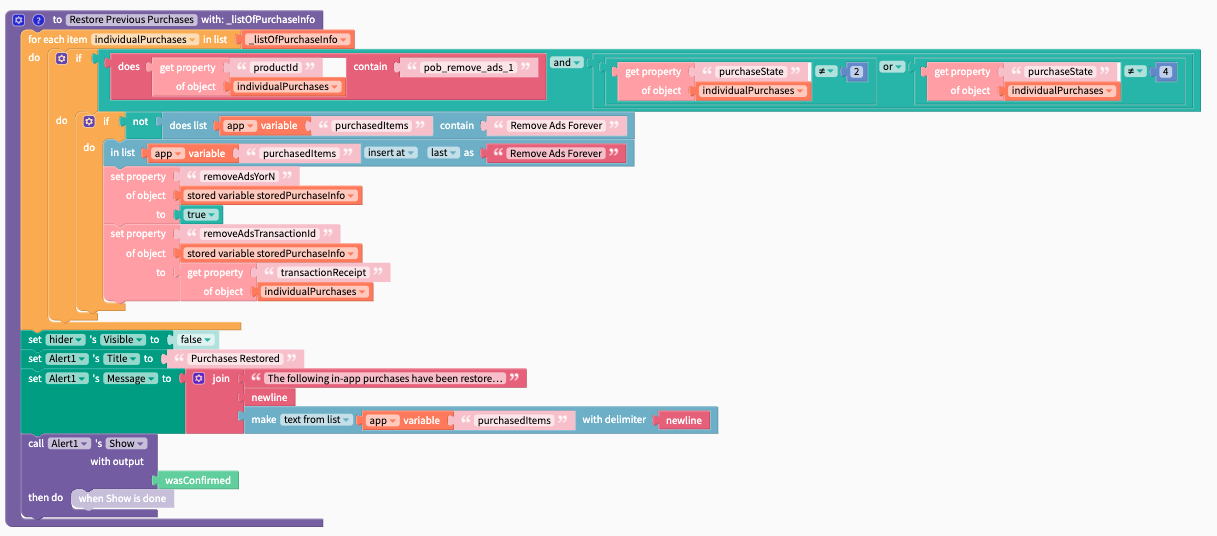 to Restore Previous Purchases with: _listOfPurchaseInfo
for each item individualPurchases in list _listOfPurchaseInfo
do if does get property “ productId ” contain “ pob_remove_ads_1 ” and get property “ purchaseState ” ≠ 2 or get property “ purchaseState ” ≠ 4
of object individualPurchases of object individualPurchases of object individualPurchases
do if not does list app variable “ purchasedItems ” contain “ Remove Ads Forever ”
do in list app variable “ purchasedItems ” insert at last as “ Remove Ads Forever ”
set property “ removeAdsYorN ”
of object stored variable storedPurchaseInfo
to true
set property “ removeAdsTransactionId ”
of object stored variable storedPurchaseInfo
to get property “ transactionReceipt ”
of object individualPurchases
set hider 's Visible to false
set Alert1 's Title to “ Purchases Restored ”
set Alert1 's Message to join “ The following in-app purchases have been restore... ”
newline
make text from list app variable “ purchasedItems ” with delimiter newline
call Alert1 's Show
with output
wasConfirmed
then do when Show is done